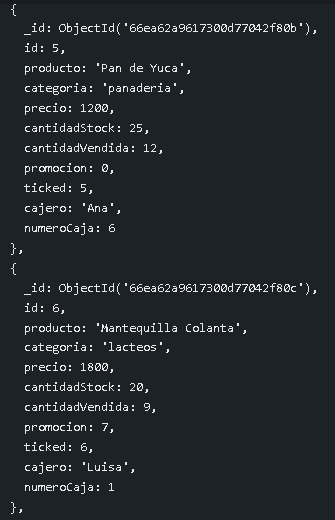 {
_id: ObjectId('66ea62a9617300d77042f80b'),
id: 5,
producto: 'Pan de Yuca',
categoria: 'panaderia',
precio: 1200,
cantidadStock: 25,
cantidadVendida: 12,
promocion: 0,
ticked: 5,
cajero: 'Ana',
numeroCaja: 6
},
{
_id: ObjectId('66ea62a9617300d77042f80c'),
id: 6,
producto: 'Mantequilla Colanta',
categoria: 'lacteos',
precio: 1800,
cantidadStock: 20,
cantidadVendida: 9,
promocion: 7,
ticked: 6,
cajero: 'Luisa',
numeroCaja: 1
},